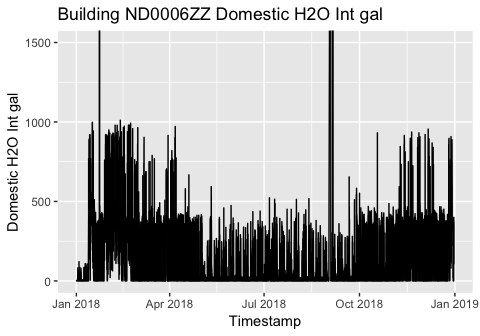 Building ND0006ZZ Domestic H2O Int gal
1500
1000
500
0
Domestic H2O Int gal
Jan 2018 Apr 2018 Jul 2018 Oct 2018 Jan 2019
Timestamp